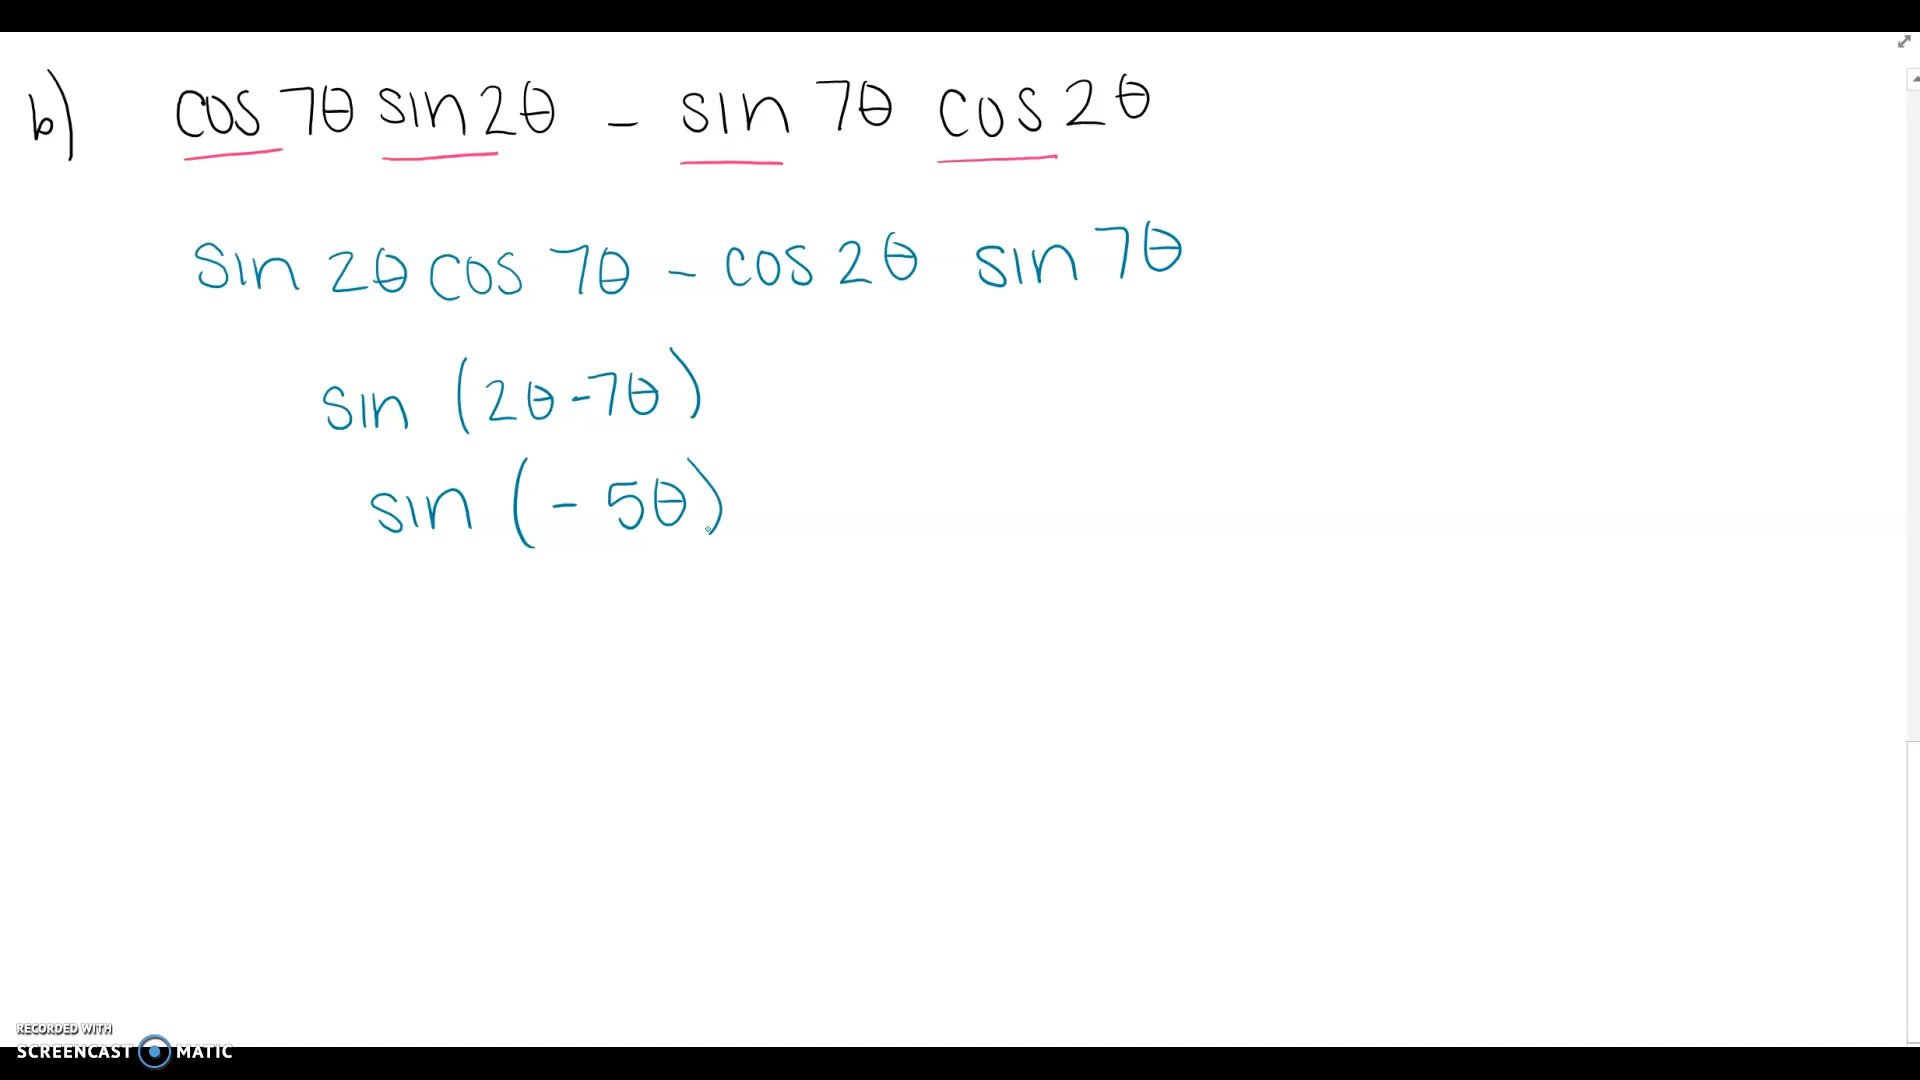 b) cos 7θ sin 2θ - sin 7θ cos 2θ
sin 2θ cos 7θ - cos 2θ sin 7θ
sin (2θ - 7θ)
sin (- 5θ)
RECORDED WITH
SCREENCAST MATIC